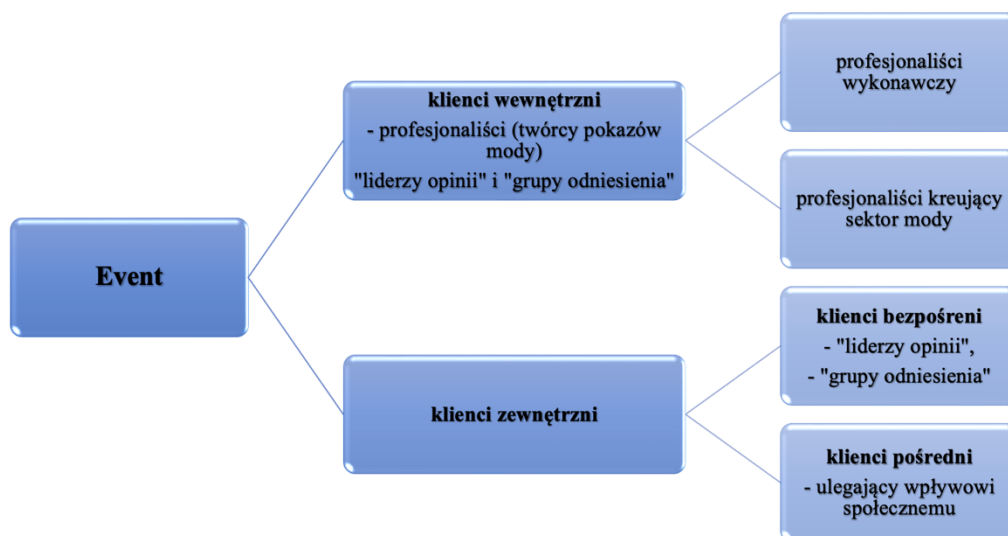 Event
klienci wewnętrzni
- profesjonaliści (twórcy pokazów
mody)
"liderzy opinii" i "grupy odniesienia"
profesjonaliści
wykonawczy
profesjonaliści kreujący
sektor mody
klienci zewnętrzni
klienci bezpośreni
- "liderzy opinii",
- "grupy odniesienia"
klienci pośredni
- ulegający wpływowi
społecznemu